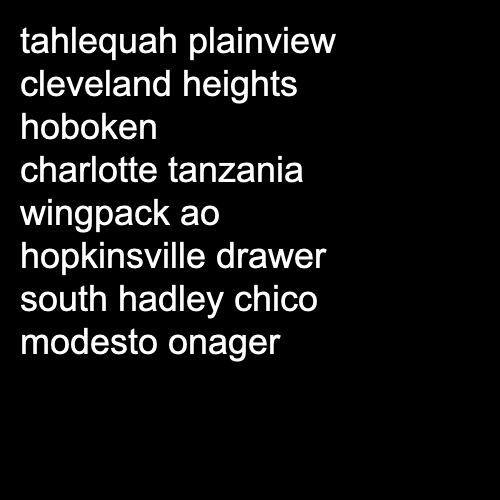 tahlequah plainview
cleveland heights
hoboken
charlotte tanzania
wingpack ao
hopkinsville drawer
south hadley chico
modesto onager